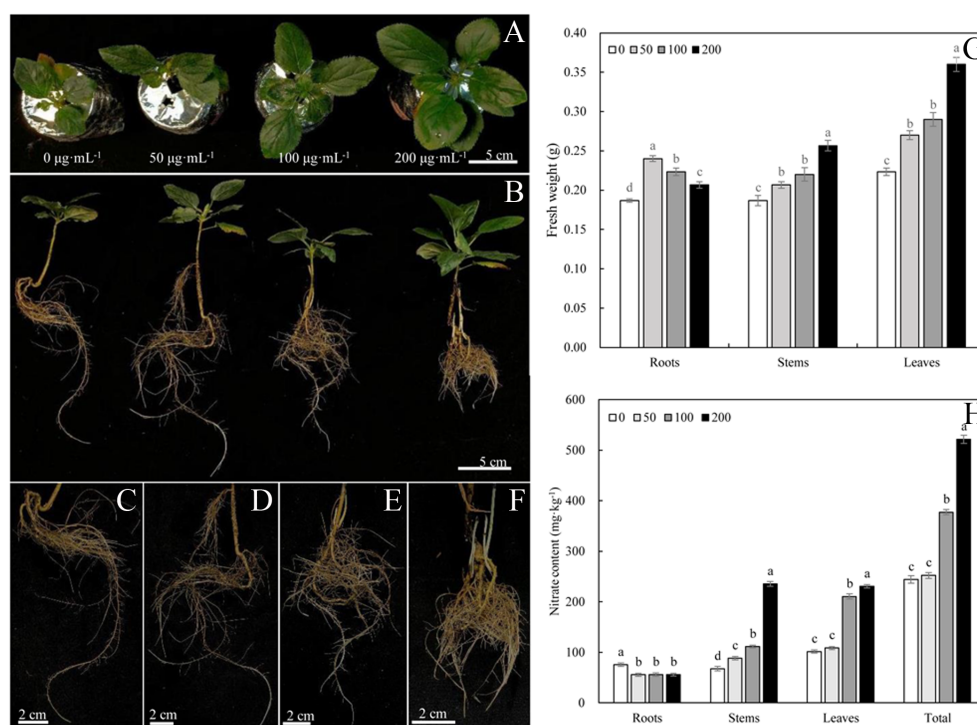 A
0 μg·mL⁻¹
50 μg·mL⁻¹
100 μg·mL⁻¹
200 μg·mL⁻¹
5 cm
B
5 cm
C
D
E
F
2 cm
2 cm
2 cm
2 cm
G
0 50 100 200
Fresh weight (g)
0.40
0.35
0.30
0.25
0.20
0.15
0.10
0.05
0.00
d a b c
c b b a
c b b a
Roots Stems Leaves
H
0 50 100 200
Nitrate content (mg·kg⁻¹)
600
500
400
300
200
100
0
a b b b
d c b a
c c b a
c c b a
Roots Stems Leaves Total